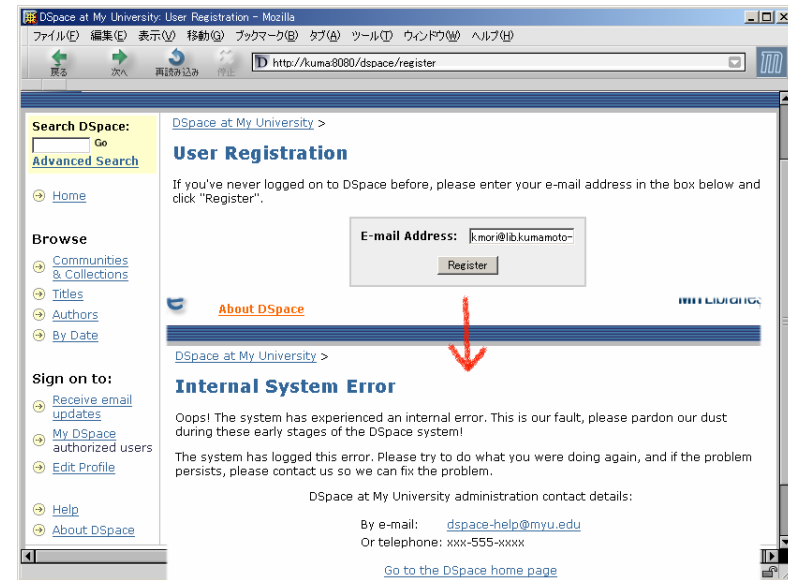 DSpace at My University: User Registration - Mozilla
ファイル(F) 編集(E) 表示(V) 移動(G) ブックマーク(B) タブ(A) ツール(T) ウィンドウ(W) ヘルプ(H)
戻る 次へ 再読み込み 停止 http://kuma:8080/dspace/register
Search DSpace:
Go
Advanced Search
Home
Browse
Communities
& Collections
Titles
Authors
By Date
Sign on to:
Receive email
updates
My DSpace
authorized users
Edit Profile
Help
About DSpace
DSpace at My University >
User Registration
If you've never logged on to DSpace before, please enter your e-mail address in the box below and
click "Register".
E-mail Address: kmori@lib.kumamoto-
Register
About DSpace
DSpace at My University >
Internal System Error
Oops! The system has experienced an internal error. This is our fault, please pardon our dust
during these early stages of the DSpace system!
The system has logged this error. Please try to do what you were doing again, and if the problem
persists, please contact us so we can fix the problem.
DSpace at My University administration contact details:
By e-mail: dspace-help@myu.edu
Or telephone: xxx-555-xxxx
Go to the DSpace home page